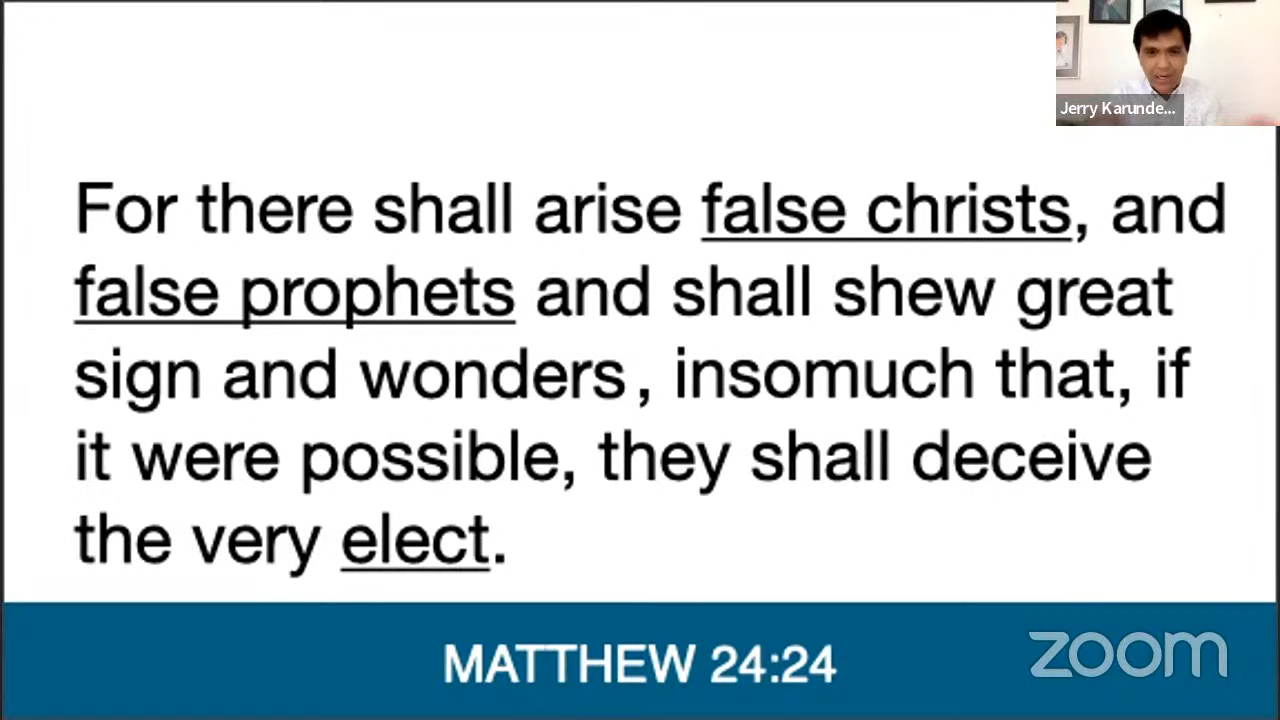 Jerry Karunde...
For there shall arise false christs, and
false prophets and shall shew great
sign and wonders, insomuch that, if
it were possible, they shall deceive
the very elect.
MATTHEW 24:24
zoom